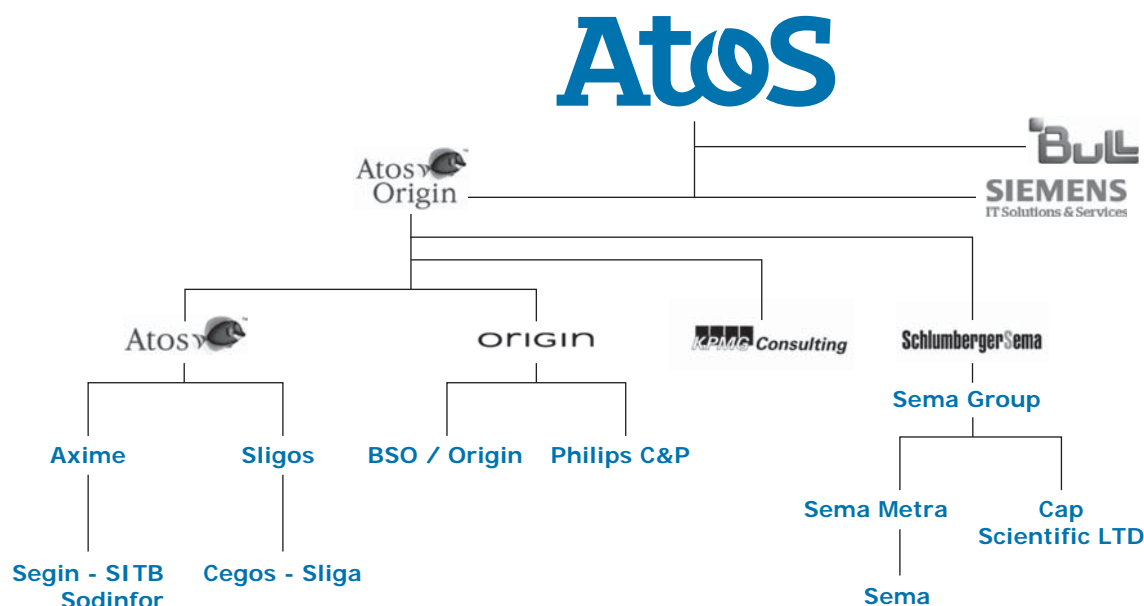 Atos
Bull
Atos
Origin
SIEMENS
IT Solutions & Services
Atos
ORIGIN
KPMG Consulting
SchlumbergerSema
Sema Group
Axime
Sligos
BSO / Origin
Philips C&P
Sema Metra
Cap
Scientific LTD
Segin - SITB
Sodinfor
Cegos - Sliga
Sema